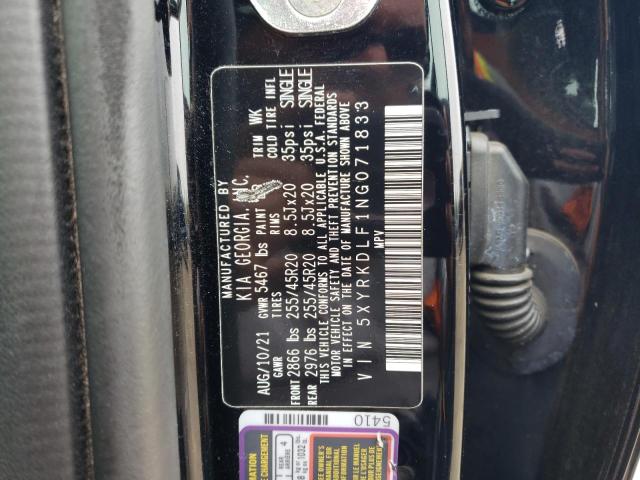 MANUFACTURED BY
KIA GEORGIA, INC.
AUG/10/21 GVWR 5467 lbs PAINT TRIM WK
GAWR TIRES RIMS COLD TIRE INFL
FRONT 2866 lbs 255/45R20 8.5Jx20 35psi SINGLE
REAR 2976 lbs 255/45R20 8.5Jx20 35psi SINGLE
THIS VEHICLE CONFORMS TO ALL APPLICABLE U.S.A. FEDERAL
MOTOR VEHICLE SAFETY AND THEFT PREVENTION STANDARDS
IN EFFECT ON THE DATE OF MANUFACTURE SHOWN ABOVE
VIN 5XYRKDLF1NG071833
MPV
5410